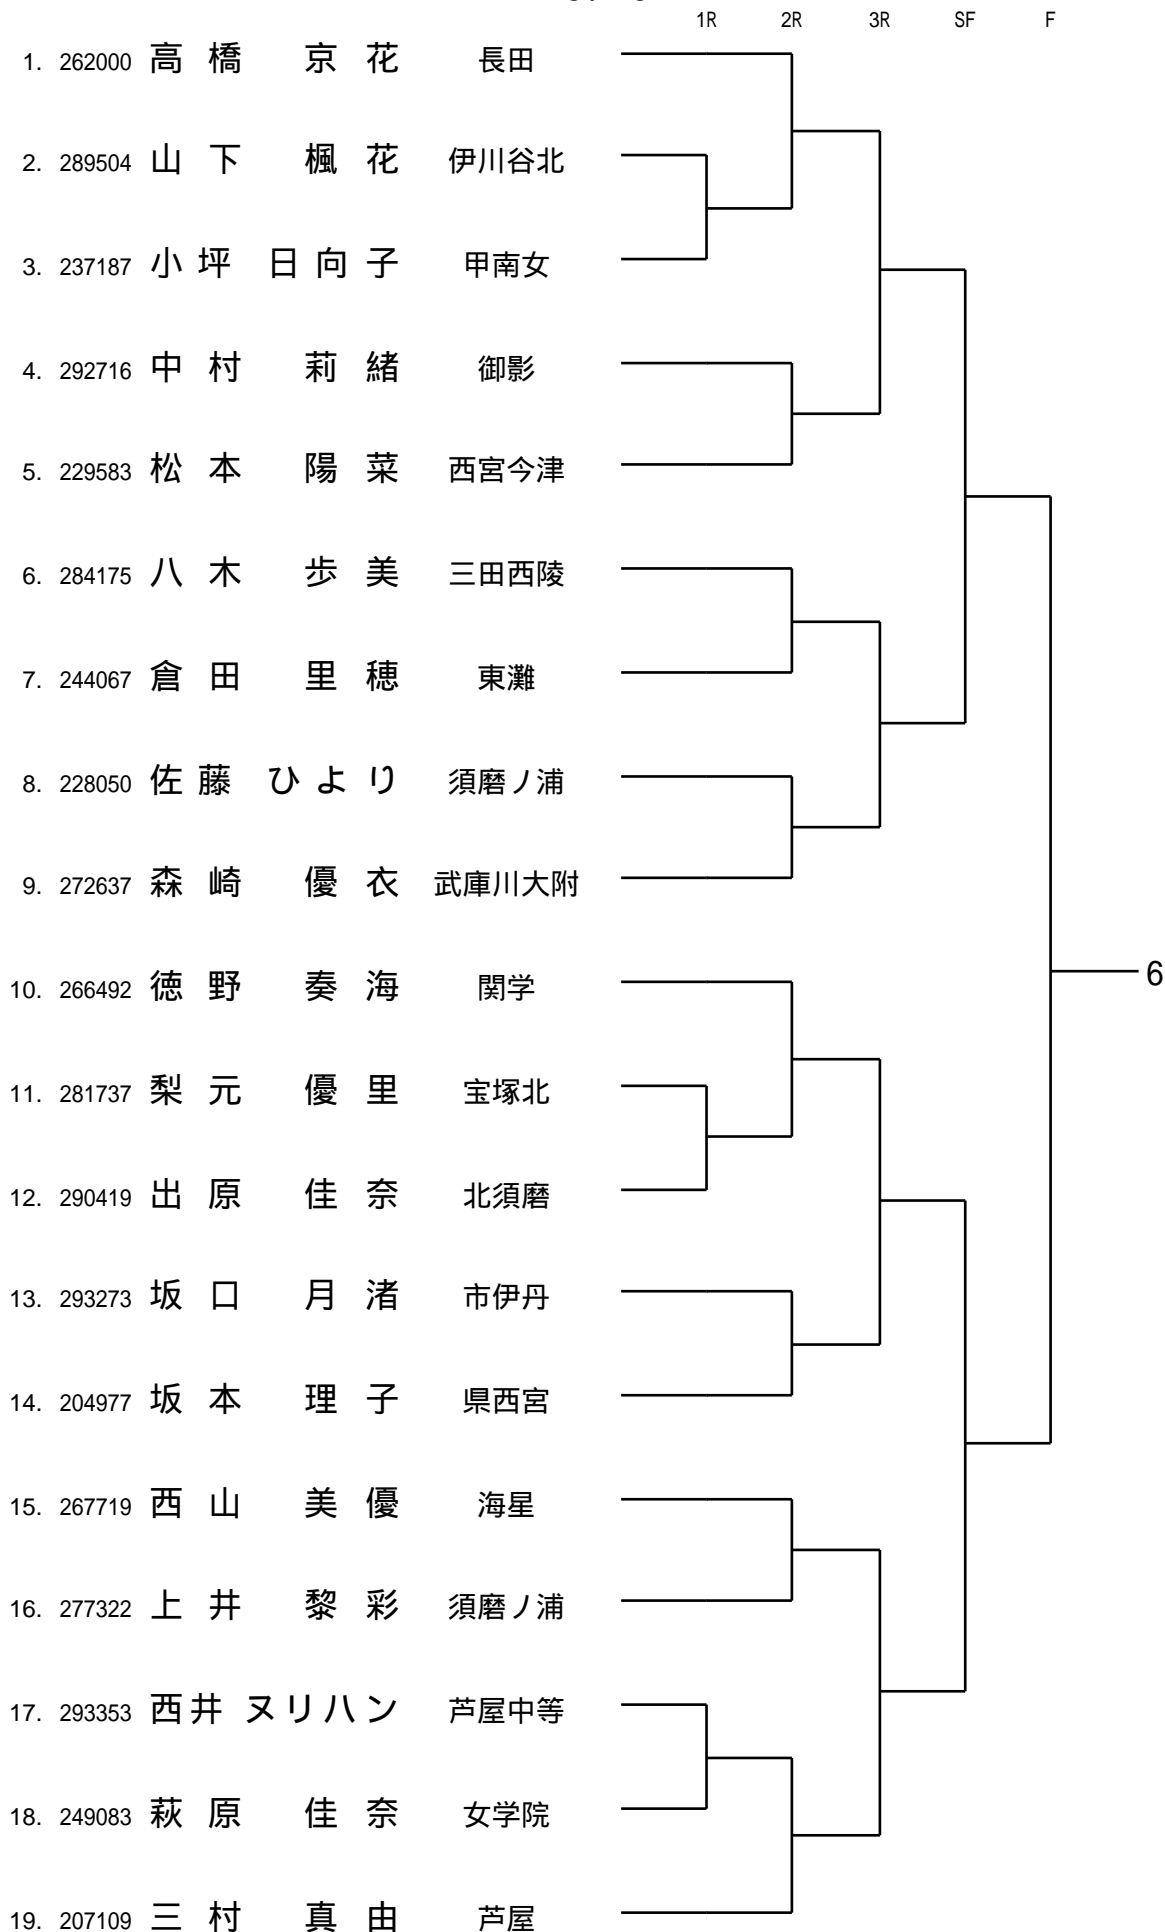 1R 2R 3R SF F
1. 262000 高橋 京花 長田
2. 289504 山下 楓花 伊川谷北
3. 237187 小坪 日向子 甲南女
4. 292716 中村 莉緒 御影
5. 229583 松本 陽菜 西宮今津
6. 284175 八木 歩美 三田西陵
7. 244067 倉田 里穂 東灘
8. 228050 佐藤 ひより 須磨ノ浦
9. 272637 森崎 優衣 武庫川大附
6
10. 266492 徳野 奏海 関学
11. 281737 梨元 優里 宝塚北
12. 290419 出原 佳奈 北須磨
13. 293273 坂口 月渚 市伊丹
14. 204977 坂本 理子 県西宮
15. 267719 西山 美優 海星
16. 277322 上井 黎彩 須磨ノ浦
17. 293353 西井 ヌリハン 芦屋中等
18. 249083 萩原 佳奈 女学院
19. 207109 三村 真由 芦屋